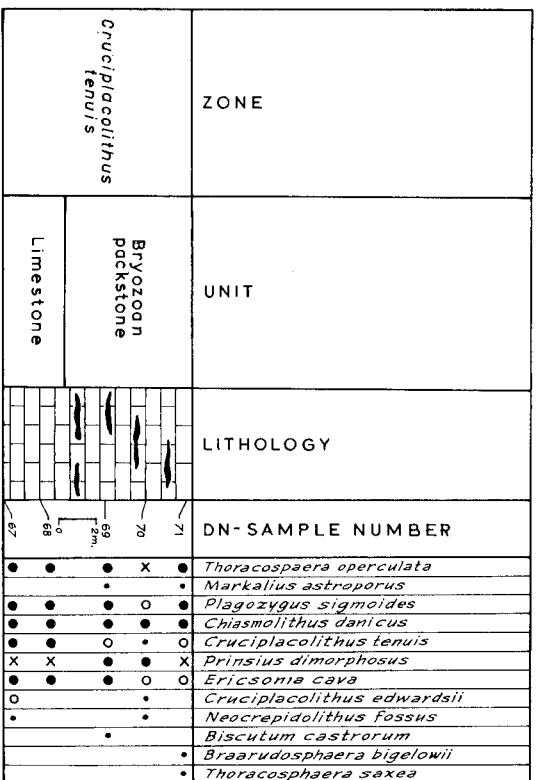 Cruciplacolithus
tenuis
ZONE
Limestone
Bryozoan
packstone
UNIT
LITHOLOGY
67 68 0 2m. 69 70 71
DN-SAMPLE NUMBER
Thoracospaera operculata
Markalius astroporus
Plagozygus sigmoides
Chiasmolithus danicus
Cruciplacolithus tenuis
Prinsius dimorphosus
Ericsonia cava
Cruciplacolithus edwardsii
Neocrepidolithus fossus
Biscutum castrorum
Braarudosphaera bigelowii
Thoracosphaera saxea